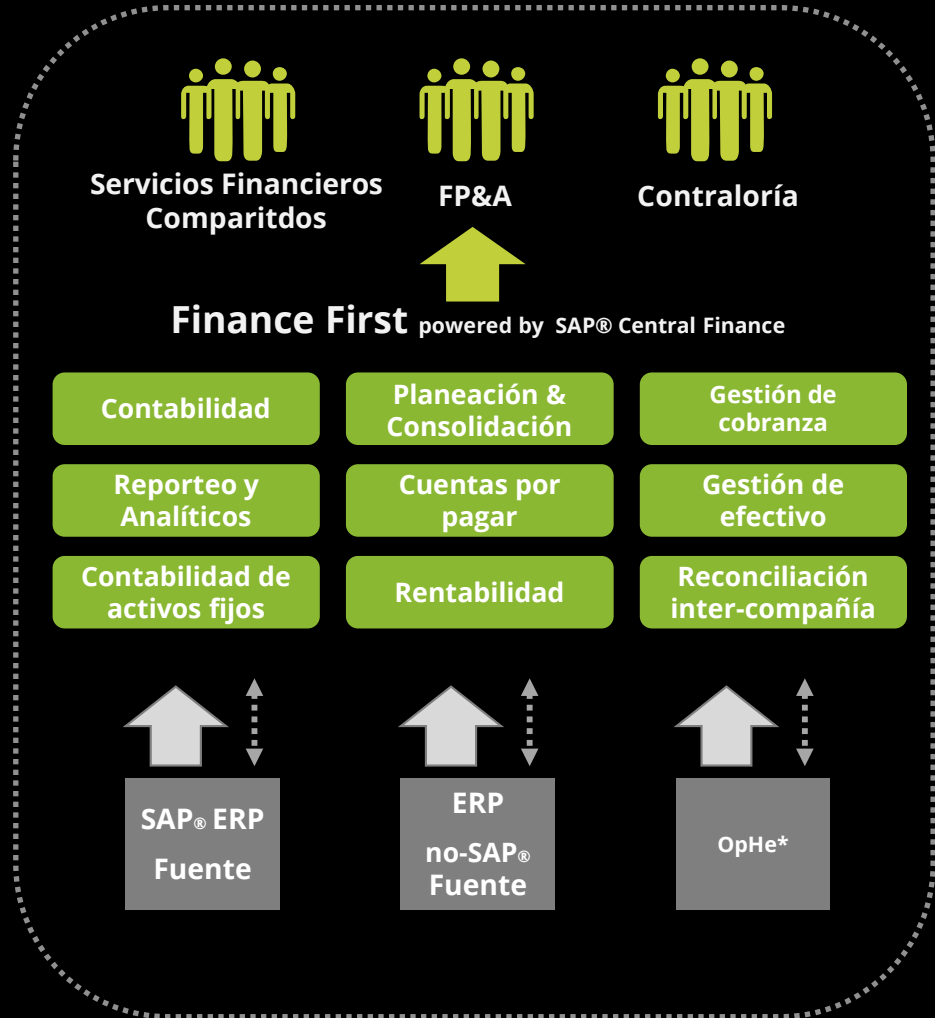 Servicios Financieros
Comparitdos
FP&A
Contraloría
Finance First powered by SAP® Central Finance
Contabilidad
Planeación &
Consolidación
Gestión de
cobranza
Reporteo y
Analíticos
Cuentas por
pagar
Gestión de
efectivo
Contabilidad de
activos fijos
Rentabilidad
Reconciliación
inter-compañía
SAP® ERP
Fuente
ERP
no-SAP®
Fuente
OpHe*